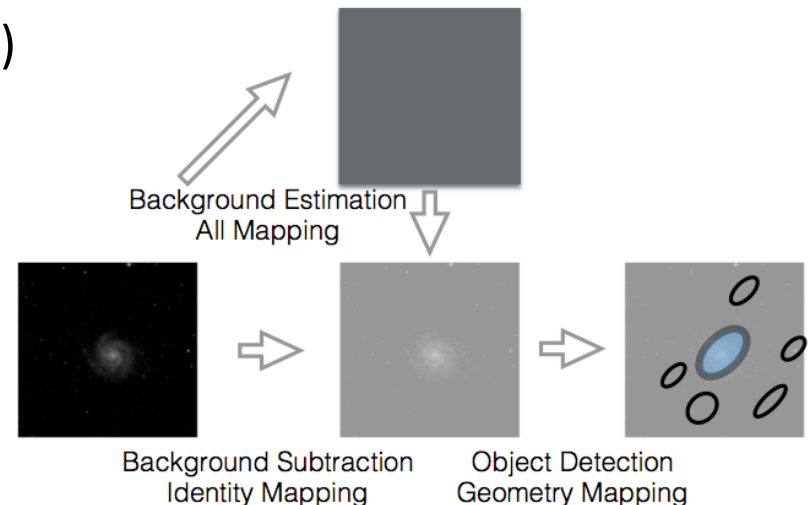 )
Background Estimation
All Mapping
Background Subtraction
Identity Mapping
Object Detection
Geometry Mapping